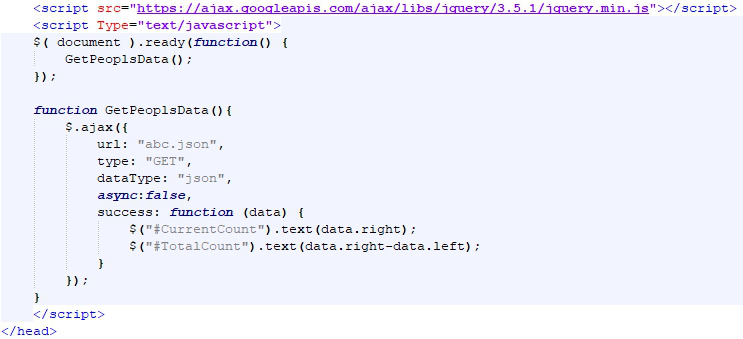 <script src="https://ajax.googleapis.com/ajax/libs/jquery/3.5.1/jquery.min.js"></script>
<script Type="text/javascript">
$( document ).ready(function() {
    GetPeoplsData();
});

function GetPeoplsData(){
    $.ajax({
        url: "abc.json",
        type: "GET",
        dataType: "json",
        async:false,
        success: function (data) {
            $("#CurrentCount").text(data.right);
            $("#TotalCount").text(data.right-data.left);
        }
    });
}
</script>
</head>